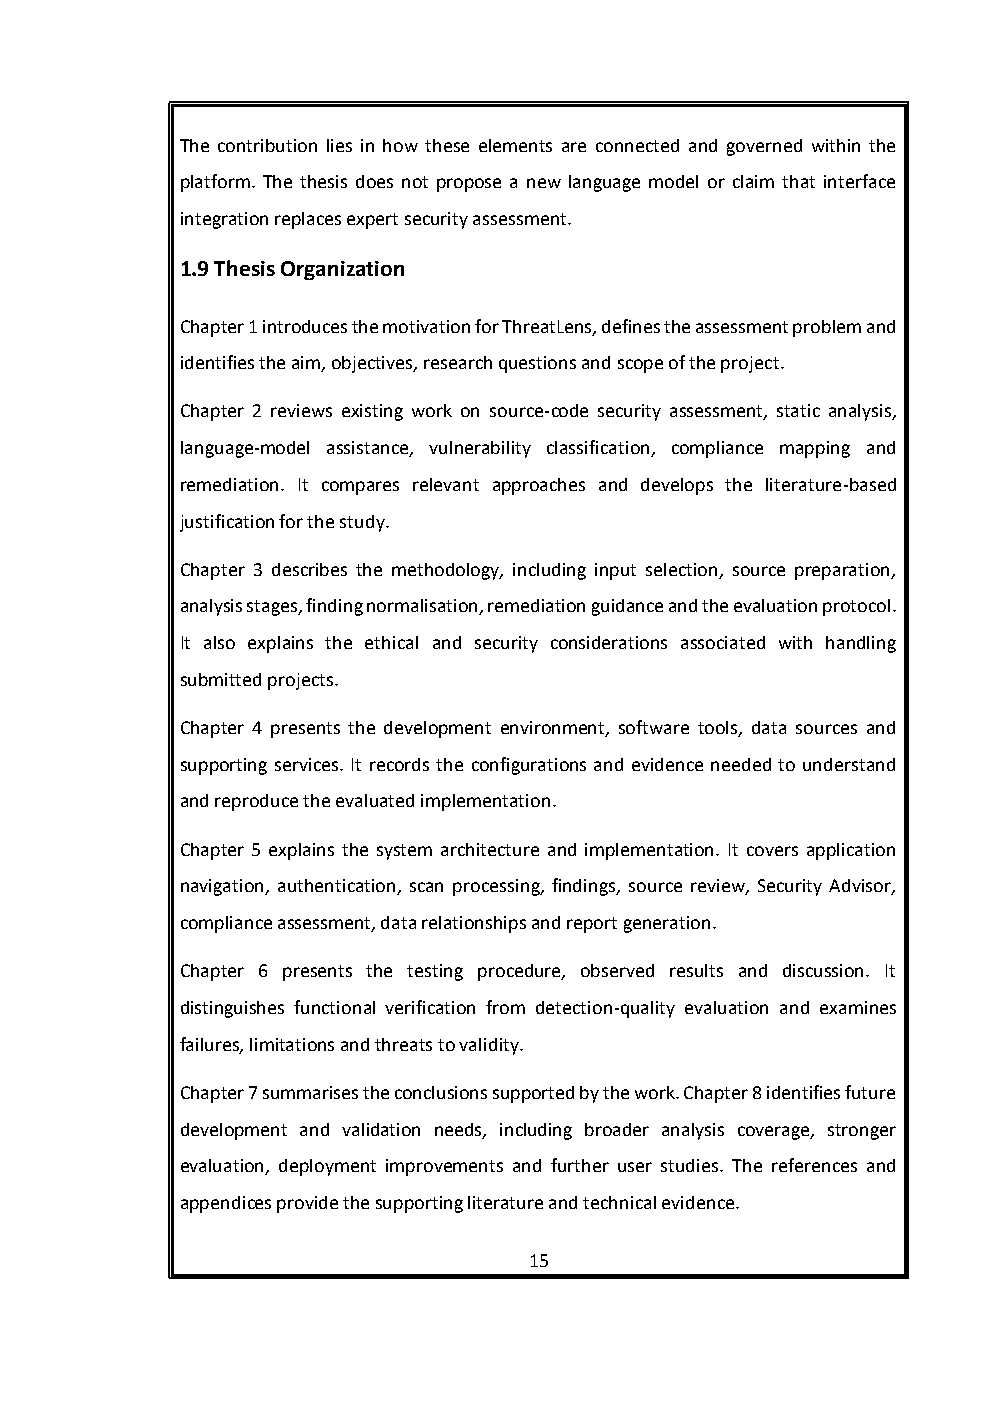 The contribution lies in how these elements are connected and governed within the
platform. The thesis does not propose a new language model or claim that interface
integration replaces expert security assessment.
1.9 Thesis Organization
Chapter 1 introduces the motivation for ThreatLens, defines the assessment problem and
identifies the aim, objectives, research questions and scope of the project.
Chapter 2 reviews existing work on source-code security assessment, static analysis,
language-model assistance, vulnerability classification, compliance mapping and
remediation. It compares relevant approaches and develops the literature-based
justification for the study.
Chapter 3 describes the methodology, including input selection, source preparation,
analysis stages, finding normalisation, remediation guidance and the evaluation protocol.
It also explains the ethical and security considerations associated with handling
submitted projects.
Chapter 4 presents the development environment, software tools, data sources and
supporting services. It records the configurations and evidence needed to understand
and reproduce the evaluated implementation.
Chapter 5 explains the system architecture and implementation. It covers application
navigation, authentication, scan processing, findings, source review, Security Advisor,
compliance assessment, data relationships and report generation.
Chapter 6 presents the testing procedure, observed results and discussion. It
distinguishes functional verification from detection-quality evaluation and examines
failures, limitations and threats to validity.
Chapter 7 summarises the conclusions supported by the work. Chapter 8 identifies future
development and validation needs, including broader analysis coverage, stronger
evaluation, deployment improvements and further user studies. The references and
appendices provide the supporting literature and technical evidence.
15